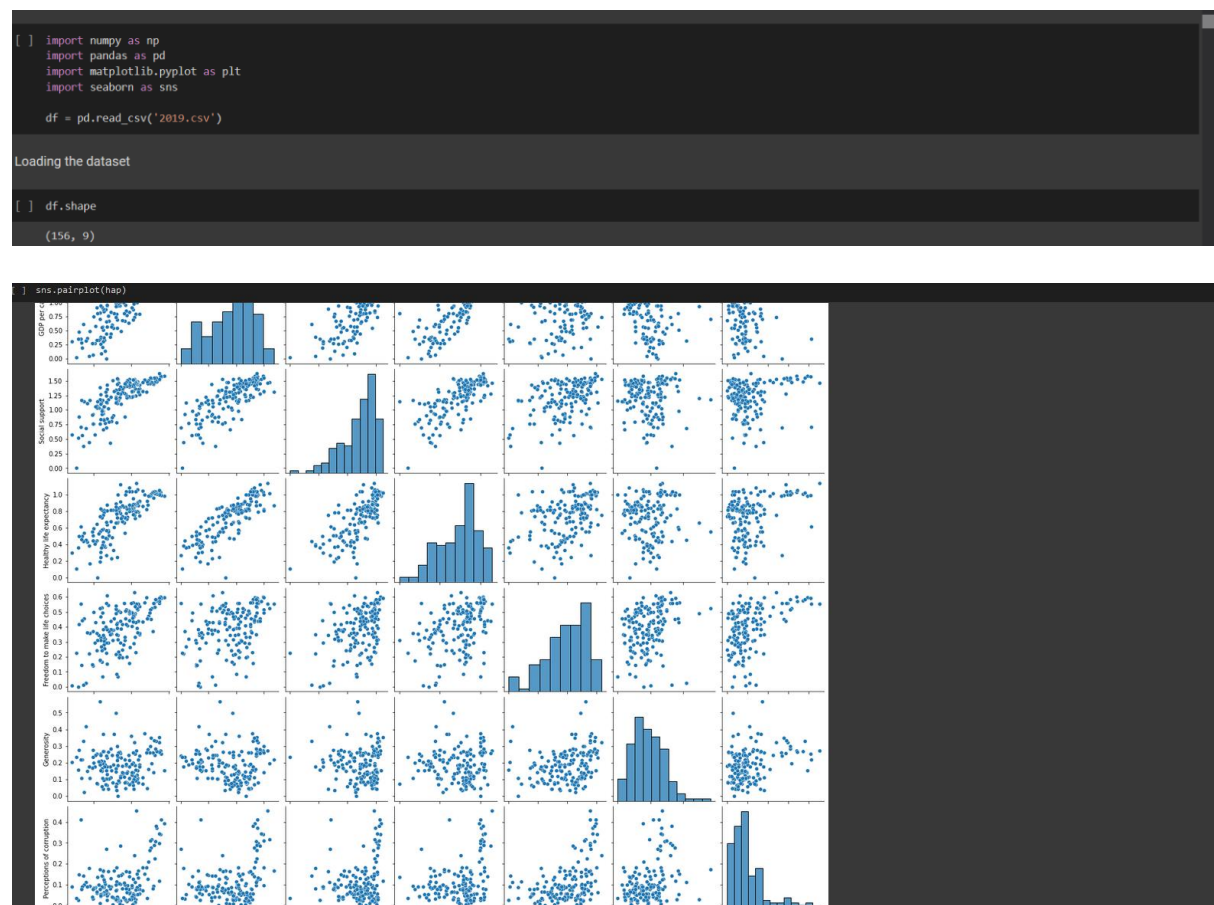 [ ] import numpy as np
import pandas as pd
import matplotlib.pyplot as plt
import seaborn as sns
df = pd.read_csv('2019.csv')
Loading the dataset
[ ] df.shape
(156, 9)
[ ] sns.pairplot(hap)
GDP per
0.75
0.50
0.25
0.00
Social support
1.50
1.25
1.00
0.75
0.50
0.25
0.00
Healthy life expectancy
1.0
0.8
0.6
0.4
0.2
0.0
Freedom to make life choices
0.6
0.5
0.4
0.3
0.2
0.1
0.0
Generosity
0.5
0.4
0.3
0.2
0.1
0.0
Perceptions of corruption
0.4
0.3
0.2
0.1